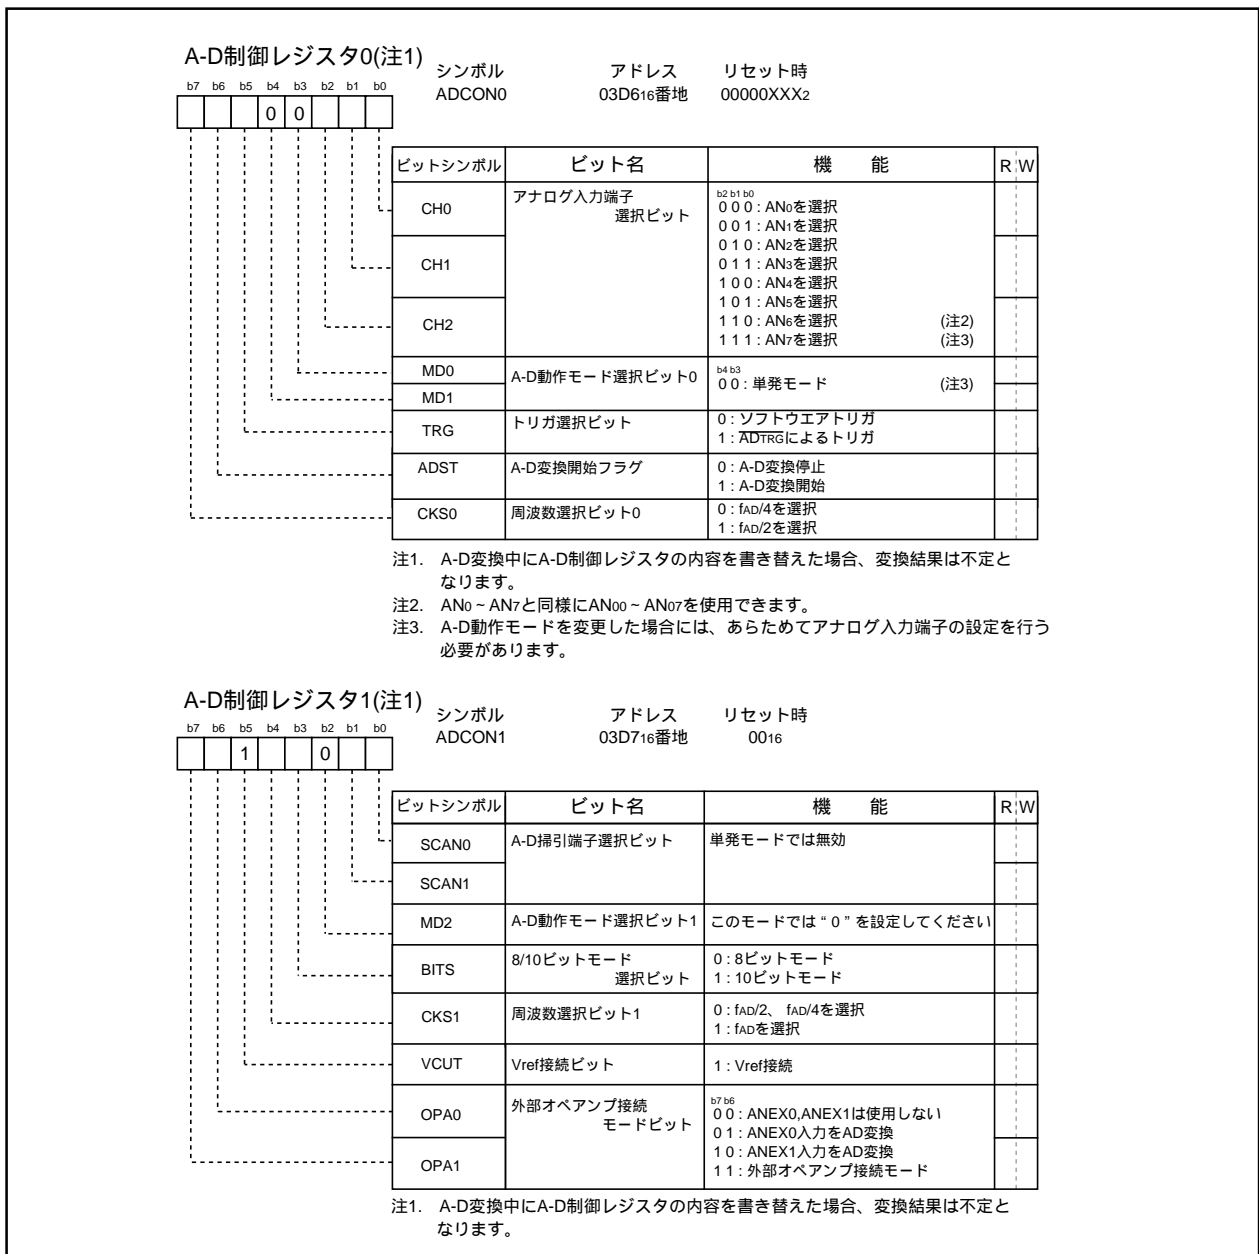 A-D制御レジスタ0(注1)
シンボル アドレス リセット時
ADCON0 03D616番地 00000XXX2
b7 b6 b5 b4 b3 b2 b1 b0
0 0
ビットシンボル ビット名 機 能 R W
CH0 アナログ入力端子
選択ビット
CH1
CH2
b2 b1 b0
0 0 0 : AN0を選択
0 0 1 : AN1を選択
0 1 0 : AN2を選択
0 1 1 : AN3を選択
1 0 0 : AN4を選択
1 0 1 : AN5を選択
1 1 0 : AN6を選択 (注2)
1 1 1 : AN7を選択 (注3)
MD0
MD1
A-D動作モード選択ビット0
b4 b3
0 0 : 単発モード (注3)
TRG トリガ選択ビット 0 : ソフトウエアトリガ
1 : ADTRGによるトリガ
ADST A-D変換開始フラグ 0 : A-D変換停止
1 : A-D変換開始
CKS0 周波数選択ビット0 0 : fAD/4を選択
1 : fAD/2を選択
注1. A-D変換中にA-D制御レジスタの内容を書き替えた場合、変換結果は不定と
なります。
注2. AN0 ~ AN7と同様にAN00 ~ AN07を使用できます。
注3. A-D動作モードを変更した場合には、あらためてアナログ入力端子の設定を行う
必要があります。
A-D制御レジスタ1(注1)
シンボル アドレス リセット時
ADCON1 03D716番地 0016
b7 b6 b5 b4 b3 b2 b1 b0
1 0
ビットシンボル ビット名 機 能 R W
SCAN0 A-D掃引端子選択ビット 単発モードでは無効
SCAN1
MD2 A-D動作モード選択ビット1 このモードでは“0”を設定してください
BITS 8/10ビットモード
選択ビット
0 : 8ビットモード
1 : 10ビットモード
CKS1 周波数選択ビット1 0 : fAD/2、 fAD/4を選択
1 : fADを選択
VCUT Vref接続ビット 1 : Vref接続
OPA0 外部オペアンプ接続
モードビット
OPA1
b7 b6
0 0 : ANEX0,ANEX1は使用しない
0 1 : ANEX0入力をAD変換
1 0 : ANEX1入力をAD変換
1 1 : 外部オペアンプ接続モード
注1. A-D変換中にA-D制御レジスタの内容を書き替えた場合、変換結果は不定と
なります。